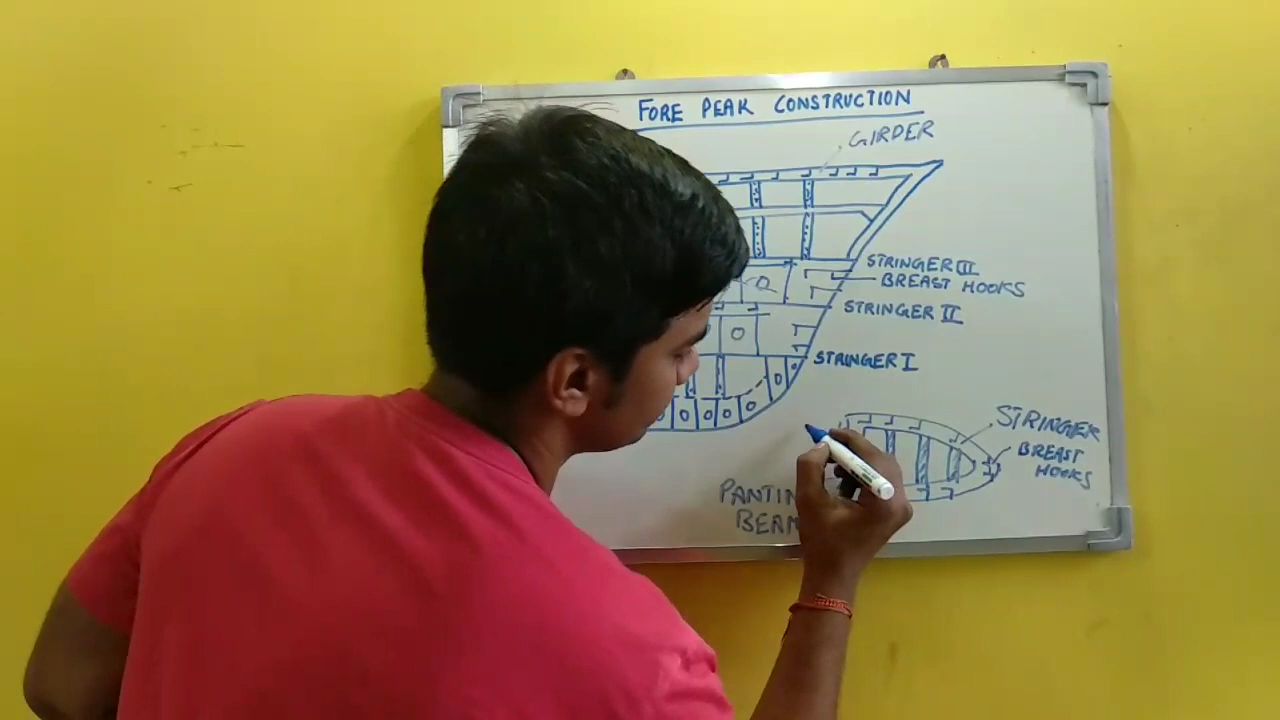 FORE PEAK CONSTRUCTION
GIRDER
STRINGER III
BREAST HOOKS
STRINGER II
STRINGER I
STRINGER
BREAST
HOOKS